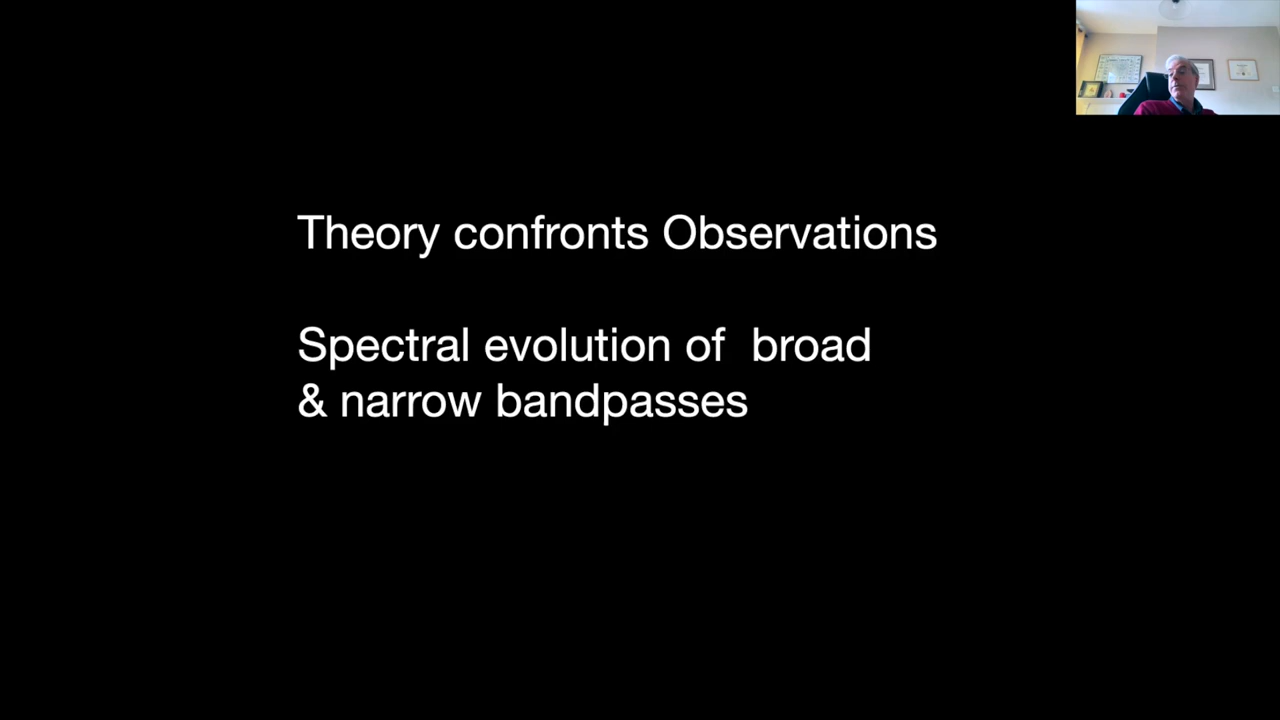 Theory confronts Observations
Spectral evolution of  broad
& narrow bandpasses